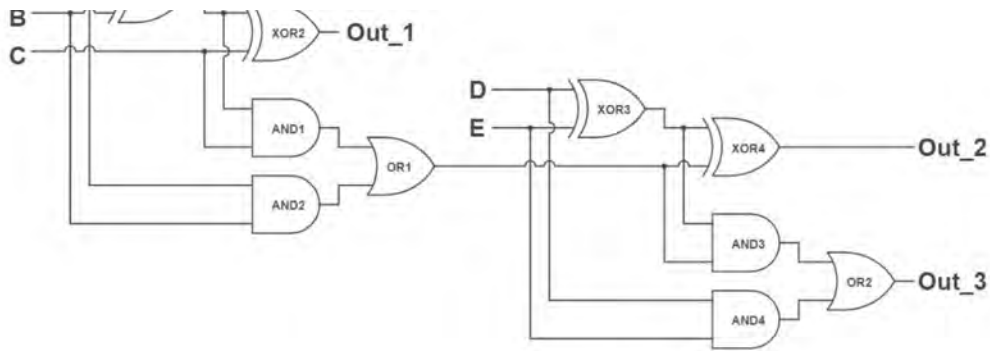 B
XOR2
Out_1
C
D
XOR3
AND1
E
OR1
XOR4
Out_2
AND2
AND3
OR2
Out_3
AND4